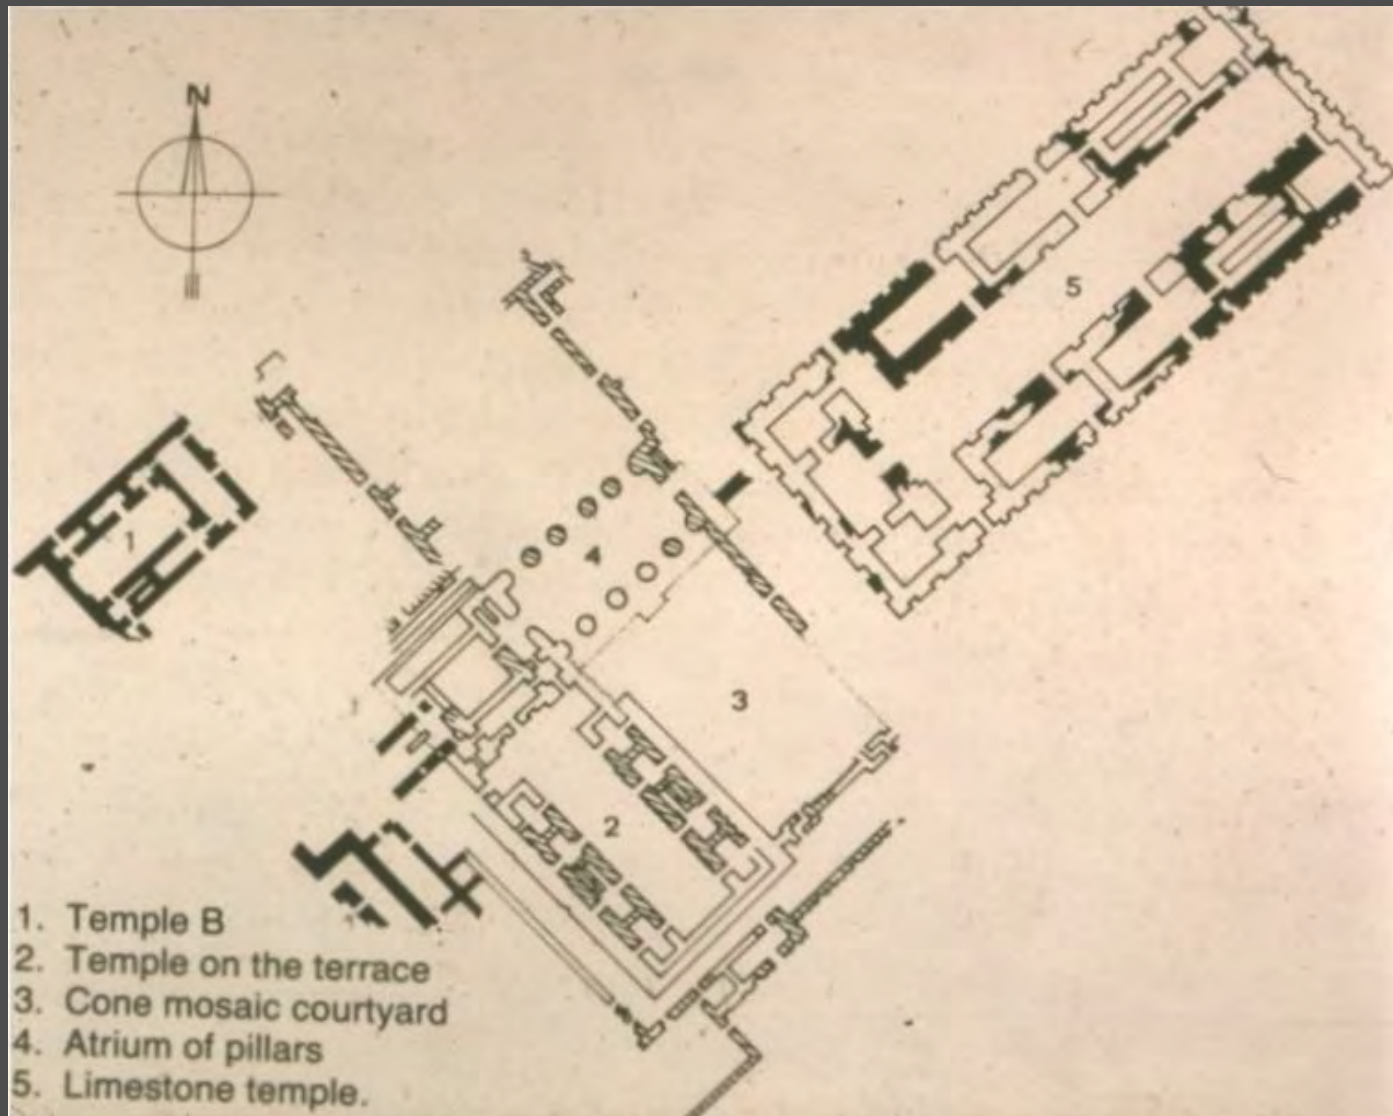 N
5
1
4
3
2
1. Temple B
2. Temple on the terrace
3. Cone mosaic courtyard
4. Atrium of pillars
5. Limestone temple.